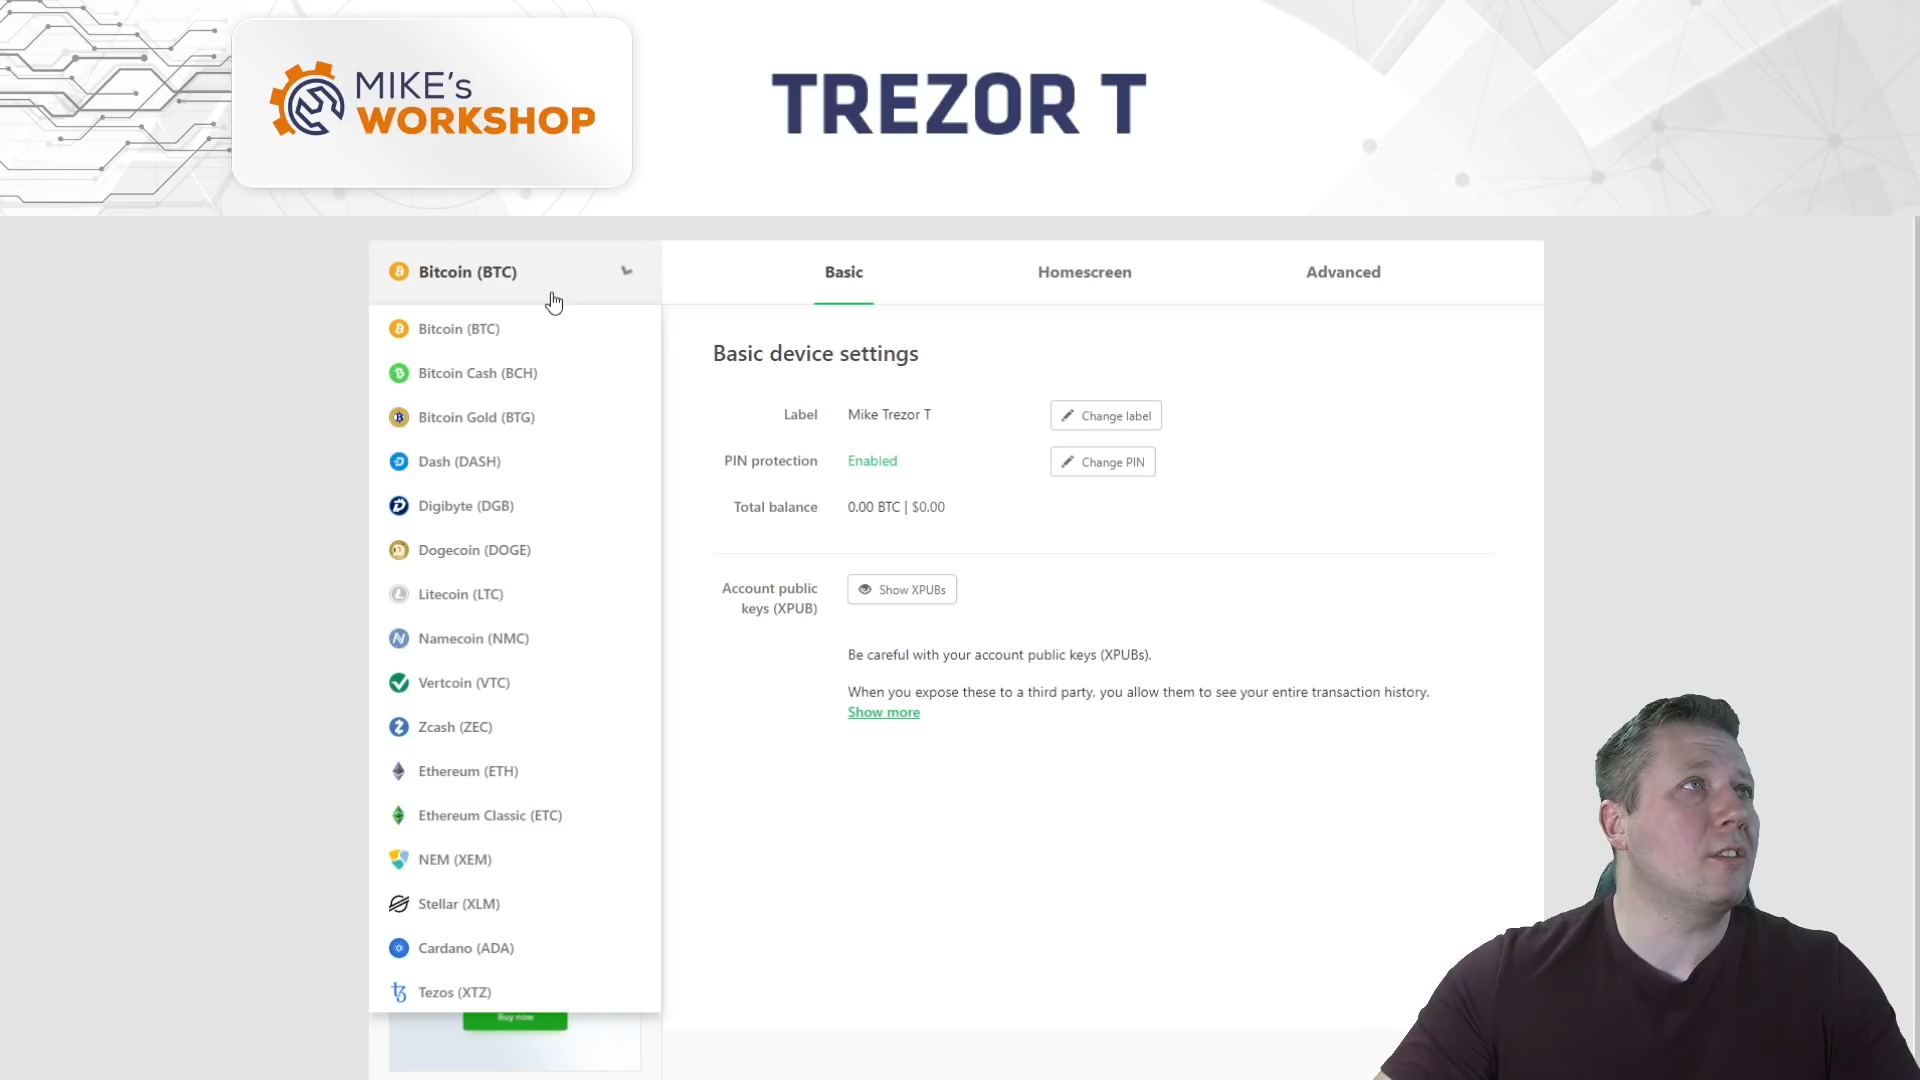 MIKE's
WORKSHOP
TREZOR T
Bitcoin (BTC)
Basic
Homescreen
Advanced
Bitcoin (BTC)
Bitcoin Cash (BCH)
Bitcoin Gold (BTG)
Dash (DASH)
Digibyte (DGB)
Dogecoin (DOGE)
Litecoin (LTC)
Namecoin (NMC)
Vertcoin (VTC)
Zcash (ZEC)
Ethereum (ETH)
Ethereum Classic (ETC)
NEM (XEM)
Stellar (XLM)
Cardano (ADA)
Tezos (XTZ)
Buy now
Basic device settings
Label Mike Trezor T Change label
PIN protection Enabled Change PIN
Total balance 0.00 BTC | $0.00
Account public
keys (XPUB)
Show XPUBs
Be careful with your account public keys (XPUBs).
When you expose these to a third party, you allow them to see your entire transaction history.
Show more